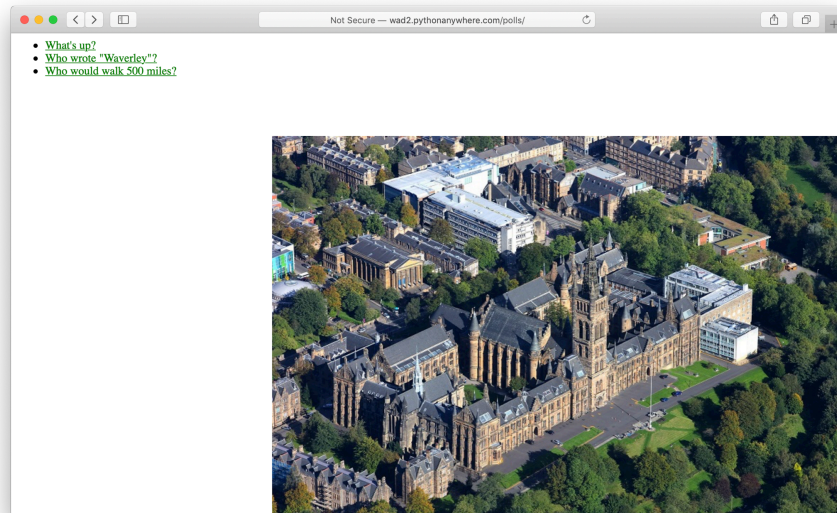 Not Secure — wad2.pythonanywhere.com/polls/
What's up?
Who wrote "Waverley"?
Who would walk 500 miles?